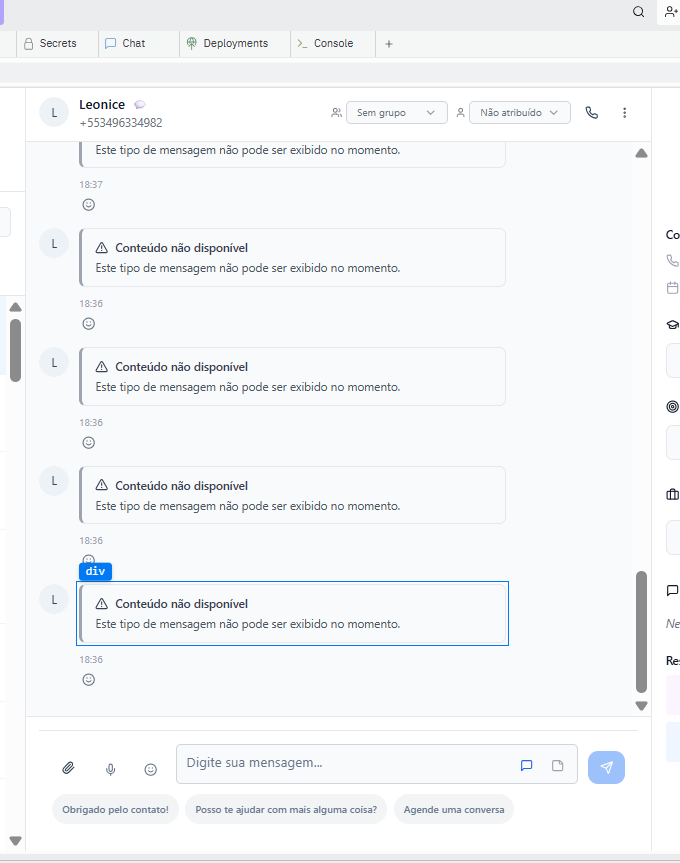 Secrets
Chat
Deployments
Console
L
Leonice
+553496334982
Sem grupo
Não atribuído
Este tipo de mensagem não pode ser exibido no momento.
18:37
L
Conteúdo não disponível
Este tipo de mensagem não pode ser exibido no momento.
18:36
L
Conteúdo não disponível
Este tipo de mensagem não pode ser exibido no momento.
18:36
L
Conteúdo não disponível
Este tipo de mensagem não pode ser exibido no momento.
18:36
div
L
Conteúdo não disponível
Este tipo de mensagem não pode ser exibido no momento.
18:36
Digite sua mensagem...
Obrigado pelo contato!
Posso te ajudar com mais alguma coisa?
Agende uma conversa
Co
Ne
Res